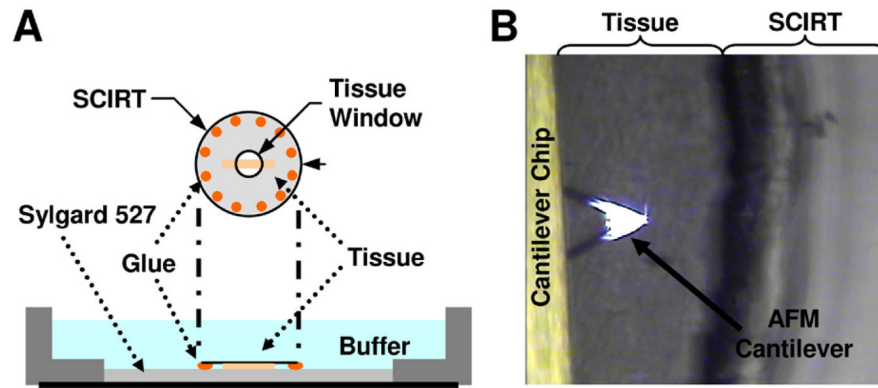 A
SCIRT
Tissue
Window
Sylgard 527
Glue
Tissue
Buffer
B
Tissue
SCIRT
Cantilever Chip
AFM
Cantilever